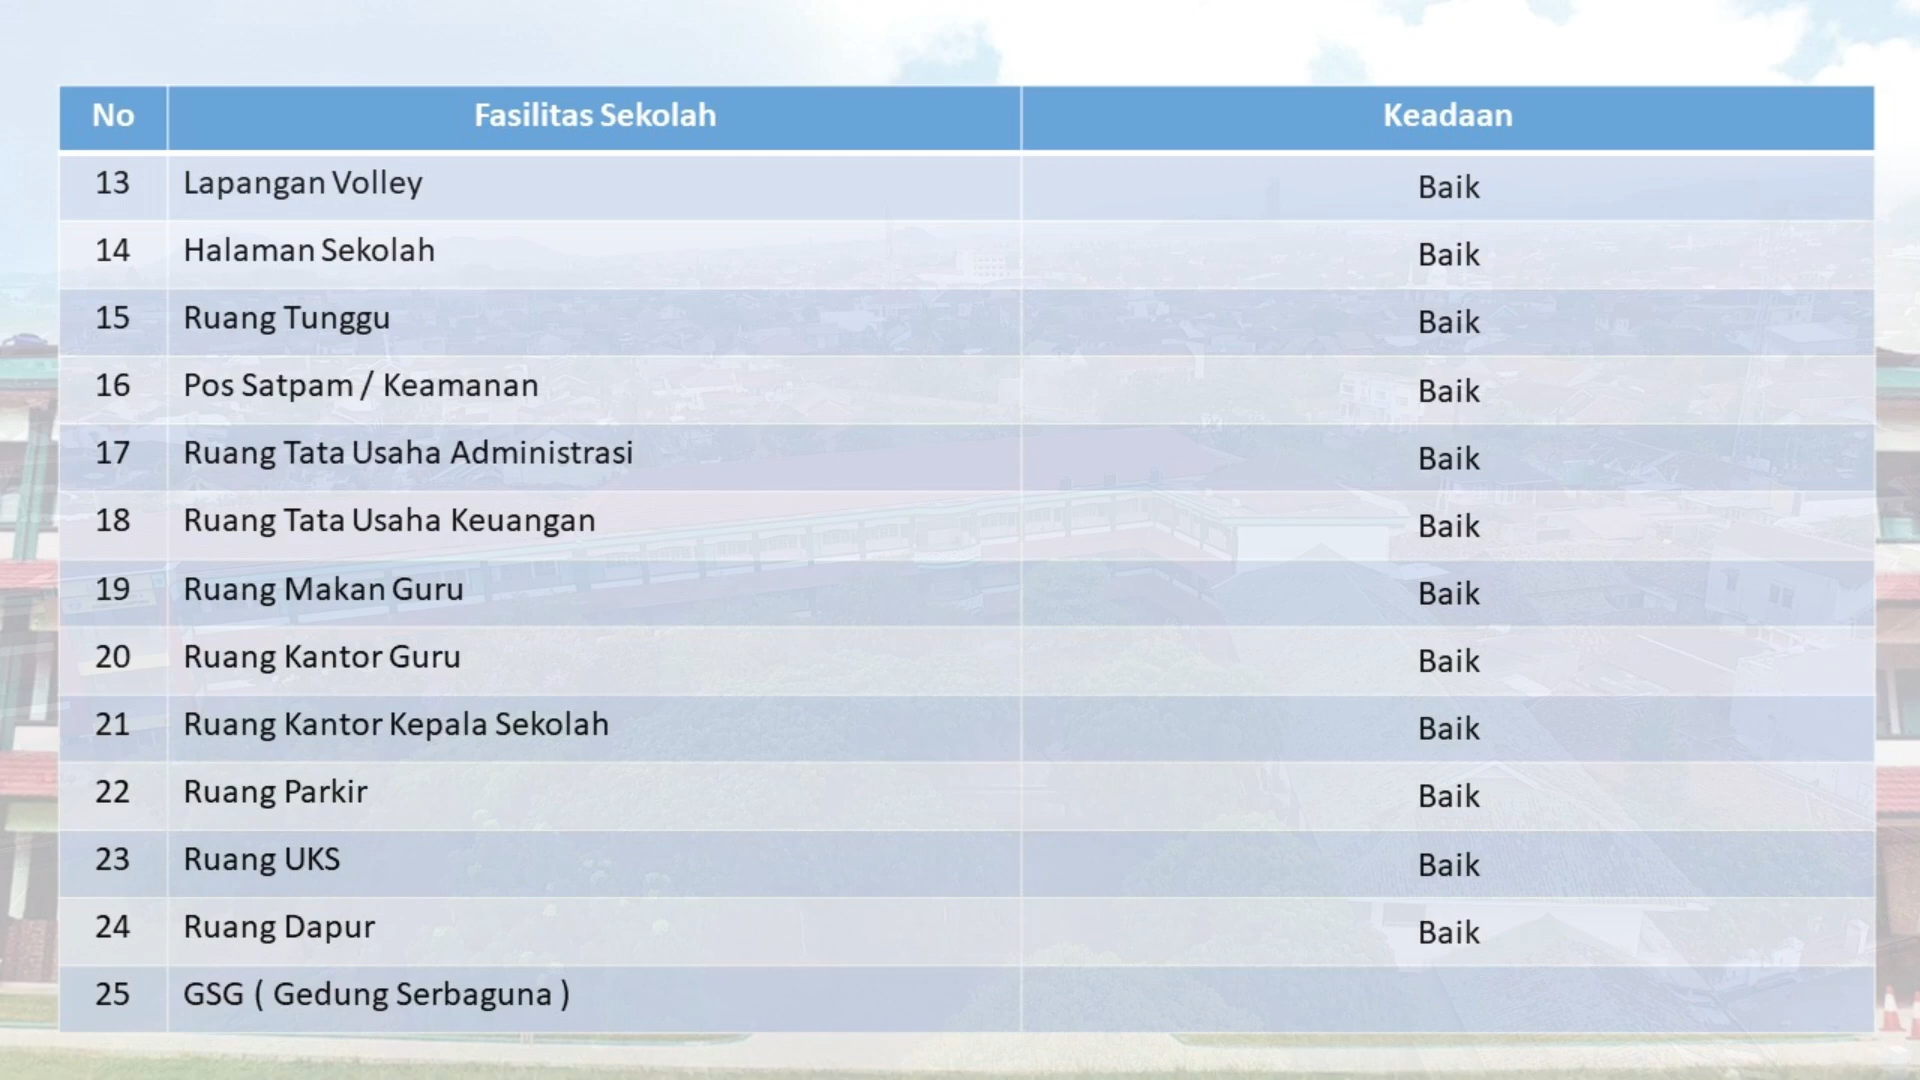 No Fasilitas Sekolah Keadaan
13 Lapangan Volley Baik
14 Halaman Sekolah Baik
15 Ruang Tunggu Baik
16 Pos Satpam / Keamanan Baik
17 Ruang Tata Usaha Administrasi Baik
18 Ruang Tata Usaha Keuangan Baik
19 Ruang Makan Guru Baik
20 Ruang Kantor Guru Baik
21 Ruang Kantor Kepala Sekolah Baik
22 Ruang Parkir Baik
23 Ruang UKS Baik
24 Ruang Dapur Baik
25 GSG ( Gedung Serbaguna )